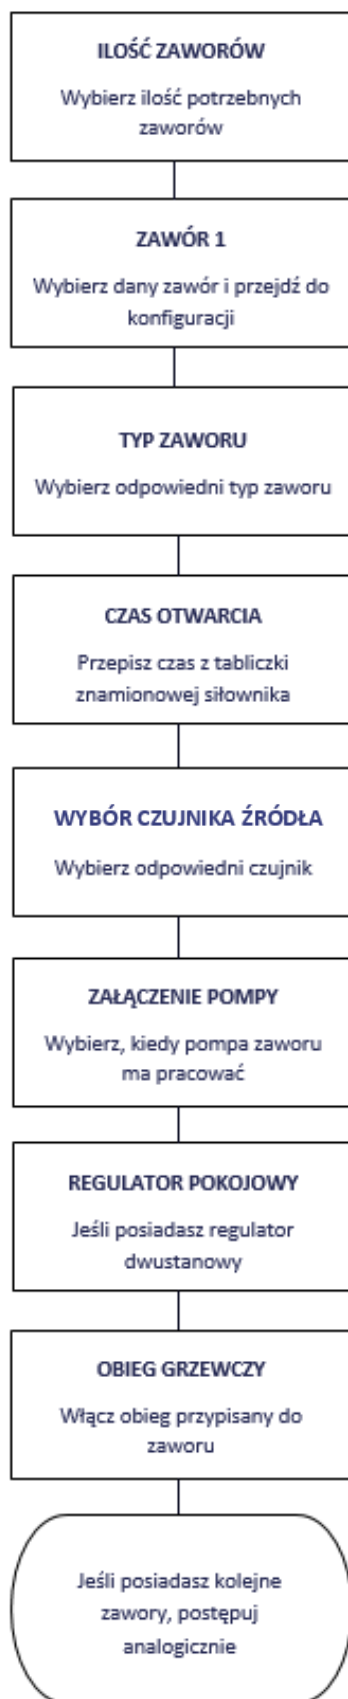 ILOŚĆ ZAWORÓW
Wybierz ilość potrzebnych
zaworów
ZAWÓR 1
Wybierz dany zawór i przejdź do
konfiguracji
TYP ZAWORU
Wybierz odpowiedni typ zaworu
CZAS OTWARCIA
Przepisz czas z tabliczki
znamionowej siłownika
WYBÓR CZUJNIKA ŹRÓDŁA
Wybierz odpowiedni czujnik
ZAŁĄCZENIE POMPY
Wybierz, kiedy pompa zaworu
ma pracować
REGULATOR POKOJOWY
Jeśli posiadasz regulator
dwustanowy
OBIEG GRZEWCZY
Włącz obieg przypisany do
zaworu
Jeśli posiadasz kolejne
zawory, postępuj
analogicznie